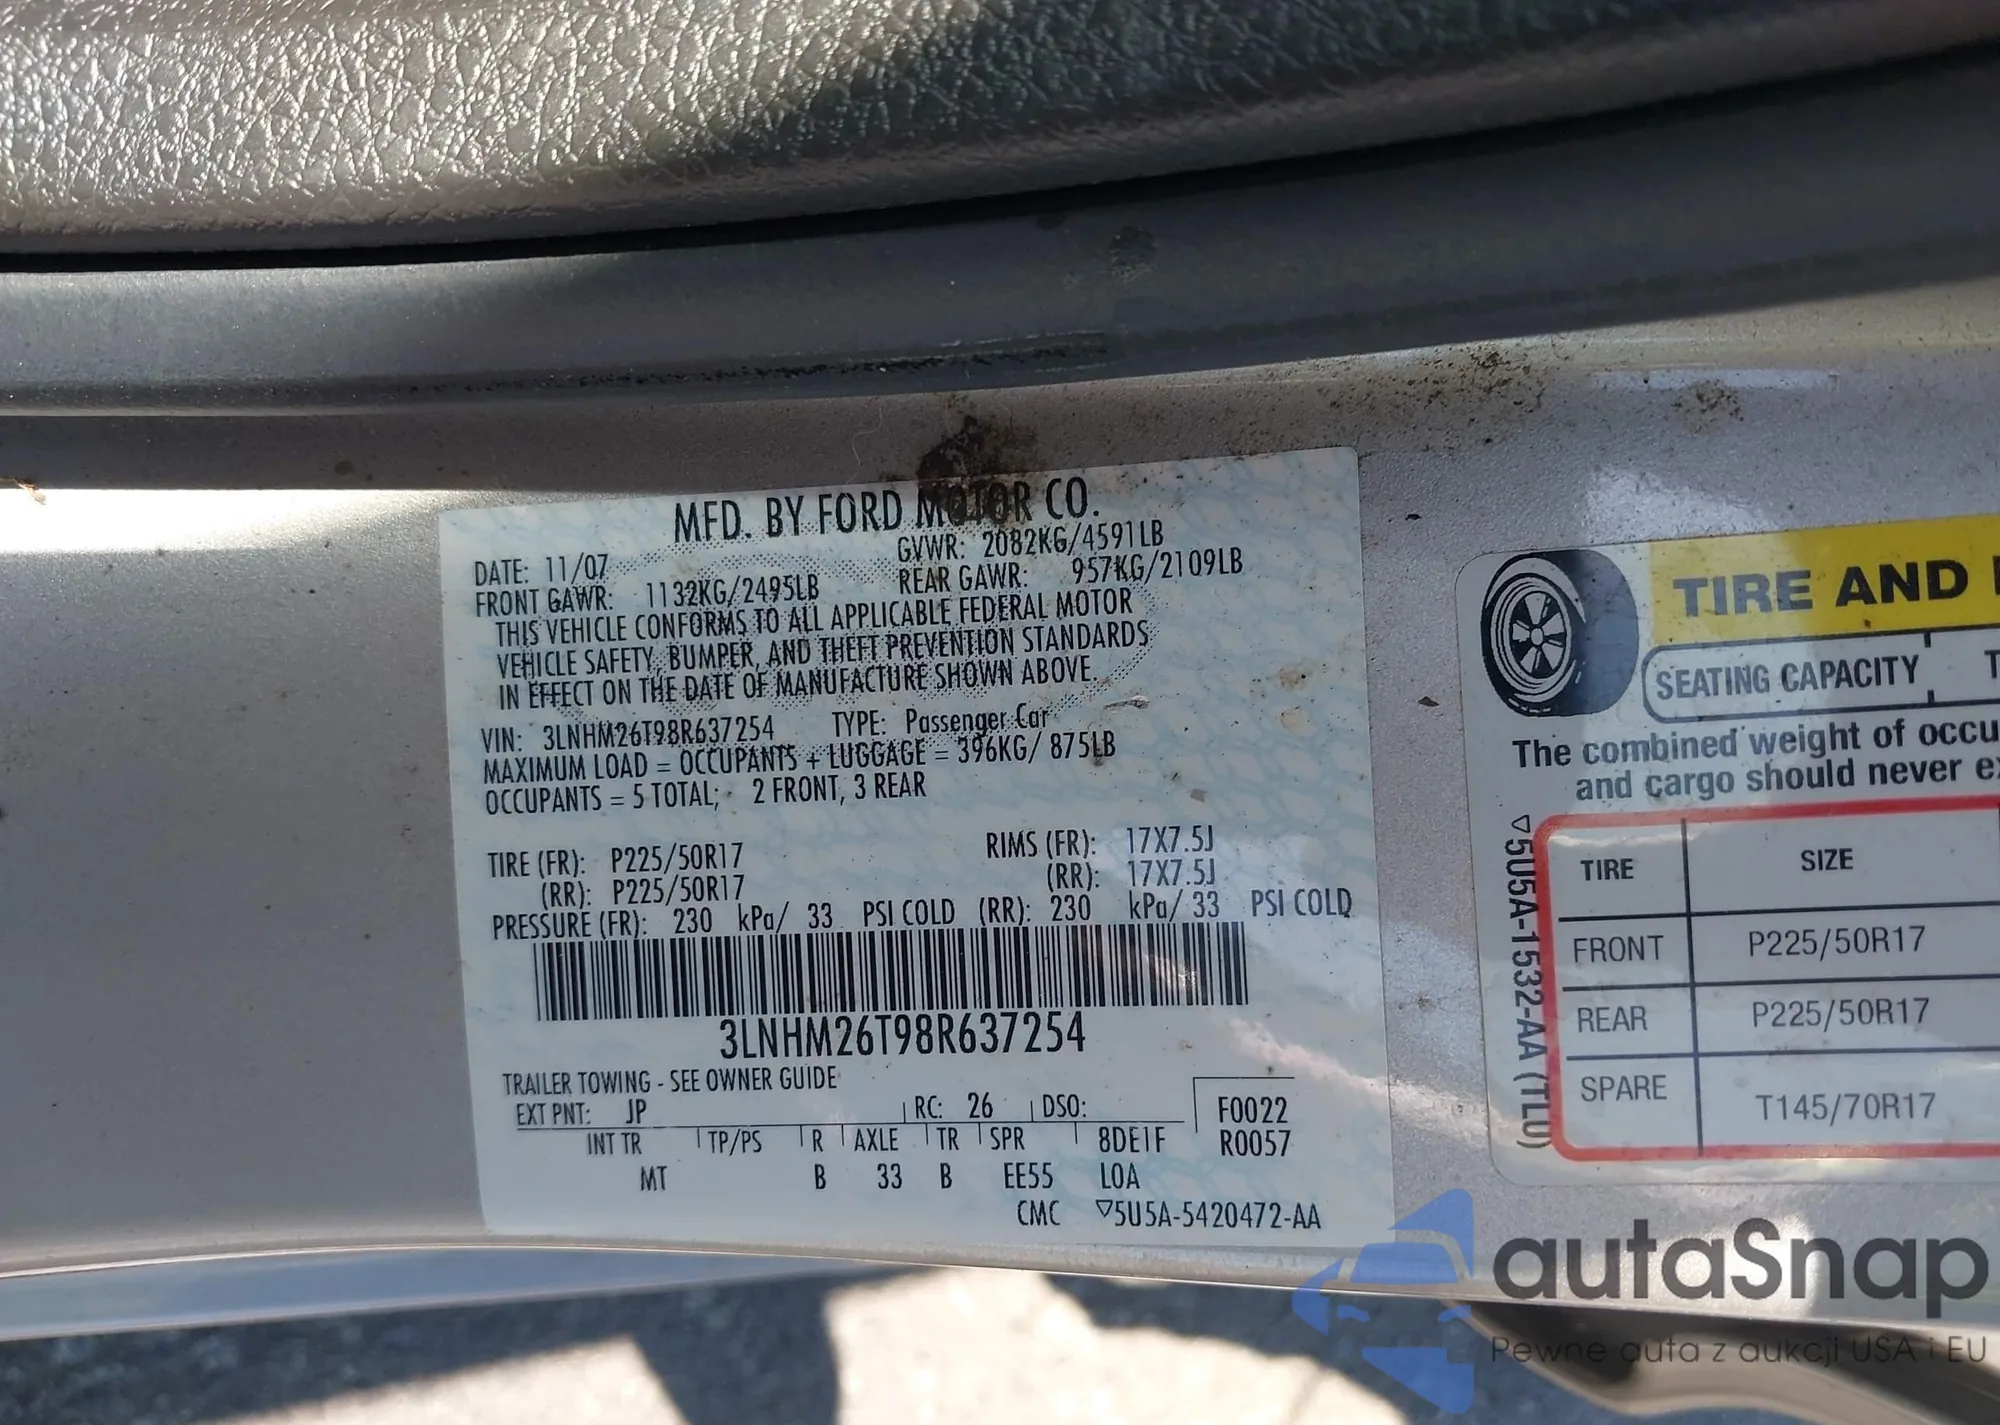 MFD. BY FORD MOTOR CO.
DATE: 11/07 GVWR: 2082KG/4591LB
FRONT GAWR: 1132KG/2495LB REAR GAWR: 957KG/2109LB
THIS VEHICLE CONFORMS TO ALL APPLICABLE FEDERAL MOTOR
VEHICLE SAFETY, BUMPER, AND THEFT PREVENTION STANDARDS
IN EFFECT ON THE DATE OF MANUFACTURE SHOWN ABOVE.
VIN: 3LNHM26T98R637254 TYPE: Passenger Car
MAXIMUM LOAD = OCCUPANTS + LUGGAGE = 396KG/ 875LB
OCCUPANTS = 5 TOTAL; 2 FRONT, 3 REAR
TIRE (FR): P225/50R17 RIMS (FR): 17X7.5J
(RR): P225/50R17 (RR): 17X7.5J
PRESSURE (FR): 230 kPa/ 33 PSI COLD (RR): 230 kPa/ 33 PSI COLD
3LNHM26T98R637254
TRAILER TOWING - SEE OWNER GUIDE
EXT PNT: JP RC: 26 DSO: F0022
INT TR TP/PS R AXLE TR SPR 8DE1F R0057
MT B 33 B EE55 LOA
CMC ▽5U5A-5420472-AA
TIRE AND
SEATING CAPACITY T
The combined weight of occu
and cargo should never ex
▽5U5A-1532-AA (TLU)
TIRE SIZE
FRONT P225/50R17
REAR P225/50R17
SPARE T145/70R17
autaSnap
Pewne auta z aukcji USA i EU